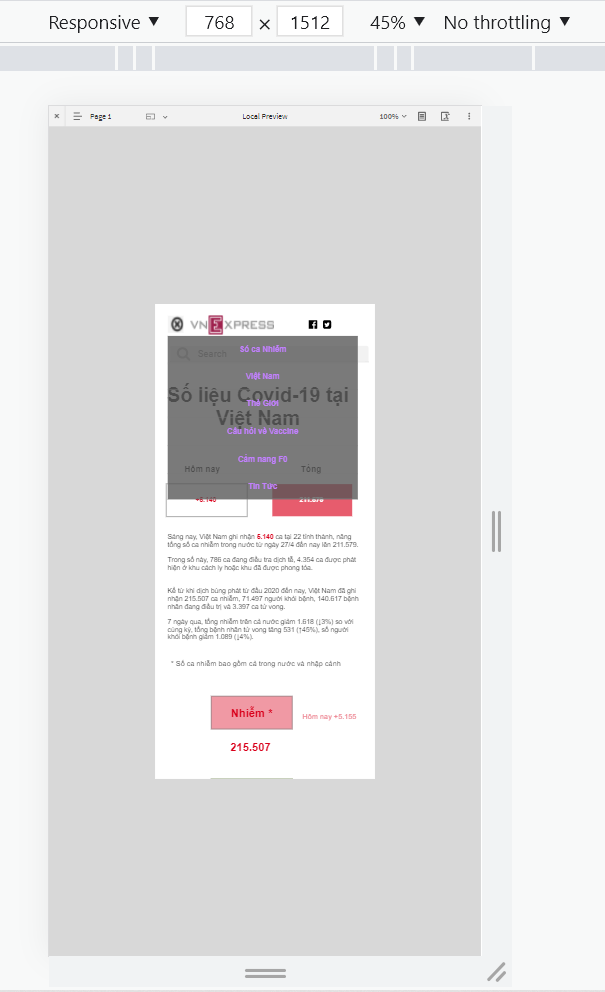 Responsive ▼ 768 × 1512 45% ▼ No throttling ▼
× Page 1 Local Preview 100%
VNEXPRESS
Search
Số ca Nhiễm
Việt Nam
Số liệu Covid-19 tại
Thế Giới
Việt Nam
Câu hỏi về Vaccine
Cẩm nang F0
Hôm nay Tổng
Tin Tức
+5.140 211.579
Sáng nay, Việt Nam ghi nhận 5.140 ca tại 22 tỉnh thành, nâng
tổng số ca nhiễm trong nước từ ngày 27/4 đến nay lên 211.579.
Trong số này, 786 ca đang điều tra dịch tễ, 4.354 ca được phát
hiện ở khu cách ly hoặc khu đã được phong tỏa.
Kể từ khi dịch bùng phát từ đầu 2020 đến nay, Việt Nam đã ghi
nhận 215.507 ca nhiễm, 71.497 người khỏi bệnh, 140.617 bệnh
nhân đang điều trị và 3.397 ca tử vong.
7 ngày qua, tổng nhiễm trên cả nước giảm 1.618 (↓3%) so với
cùng kỳ, tổng bệnh nhân tử vong tăng 531 (↑45%), số người
khỏi bệnh giảm 1.089 (↓4%).
* Số ca nhiễm bao gồm cả trong nước và nhập cảnh
Nhiễm *
Hôm nay +5.155
215.507